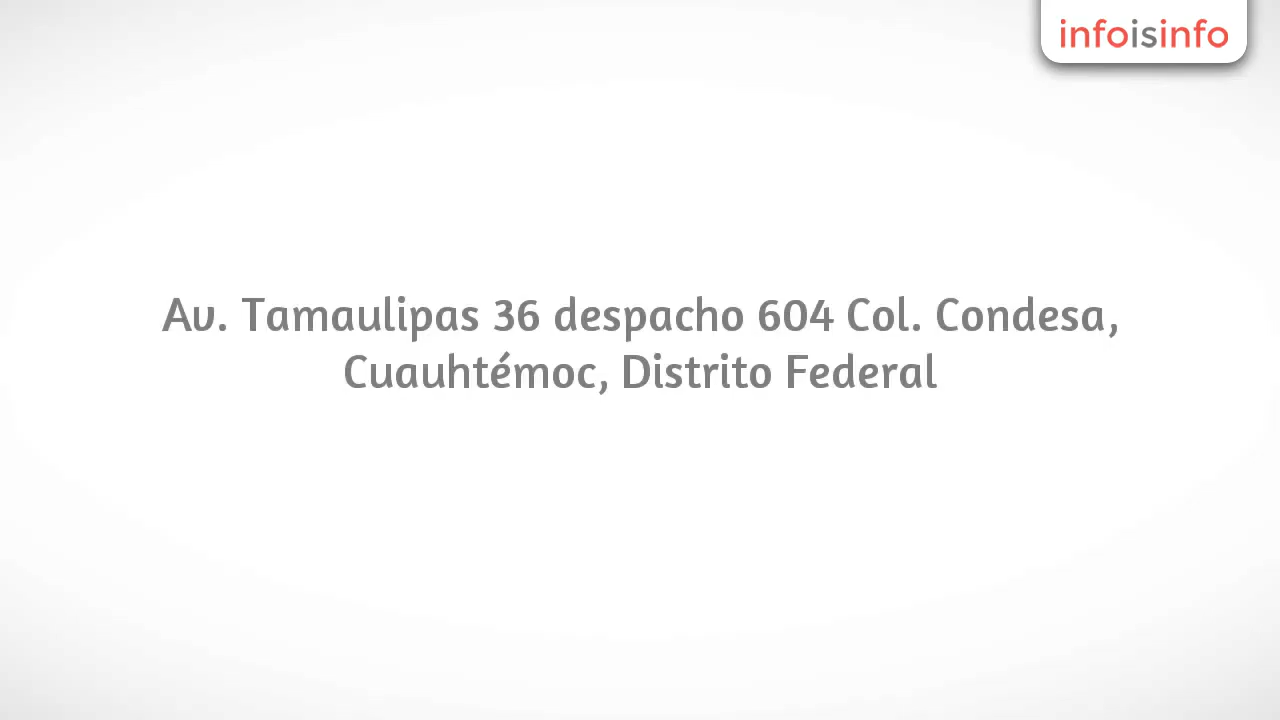 infoisinfo
Av. Tamaulipas 36 despacho 604 Col. Condesa,
Cuauhtémoc, Distrito Federal